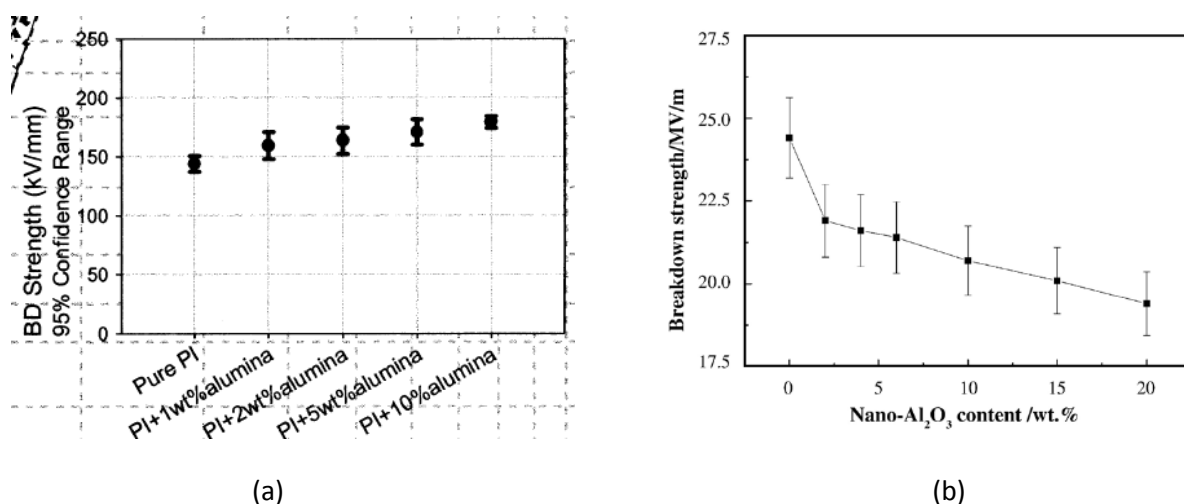 250
200
150
100
50
0
BD Strength (kV/mm)
95% Confidence Range
Pure PI
PI+1wt%alumina
PI+2wt%alumina
PI+5wt%alumina
PI+10%alumina
(a)
27.5
25.0
22.5
20.0
17.5
Breakdown strength/MV/m
0 5 10 15 20
Nano-Al₂O₃ content /wt.%
(b)